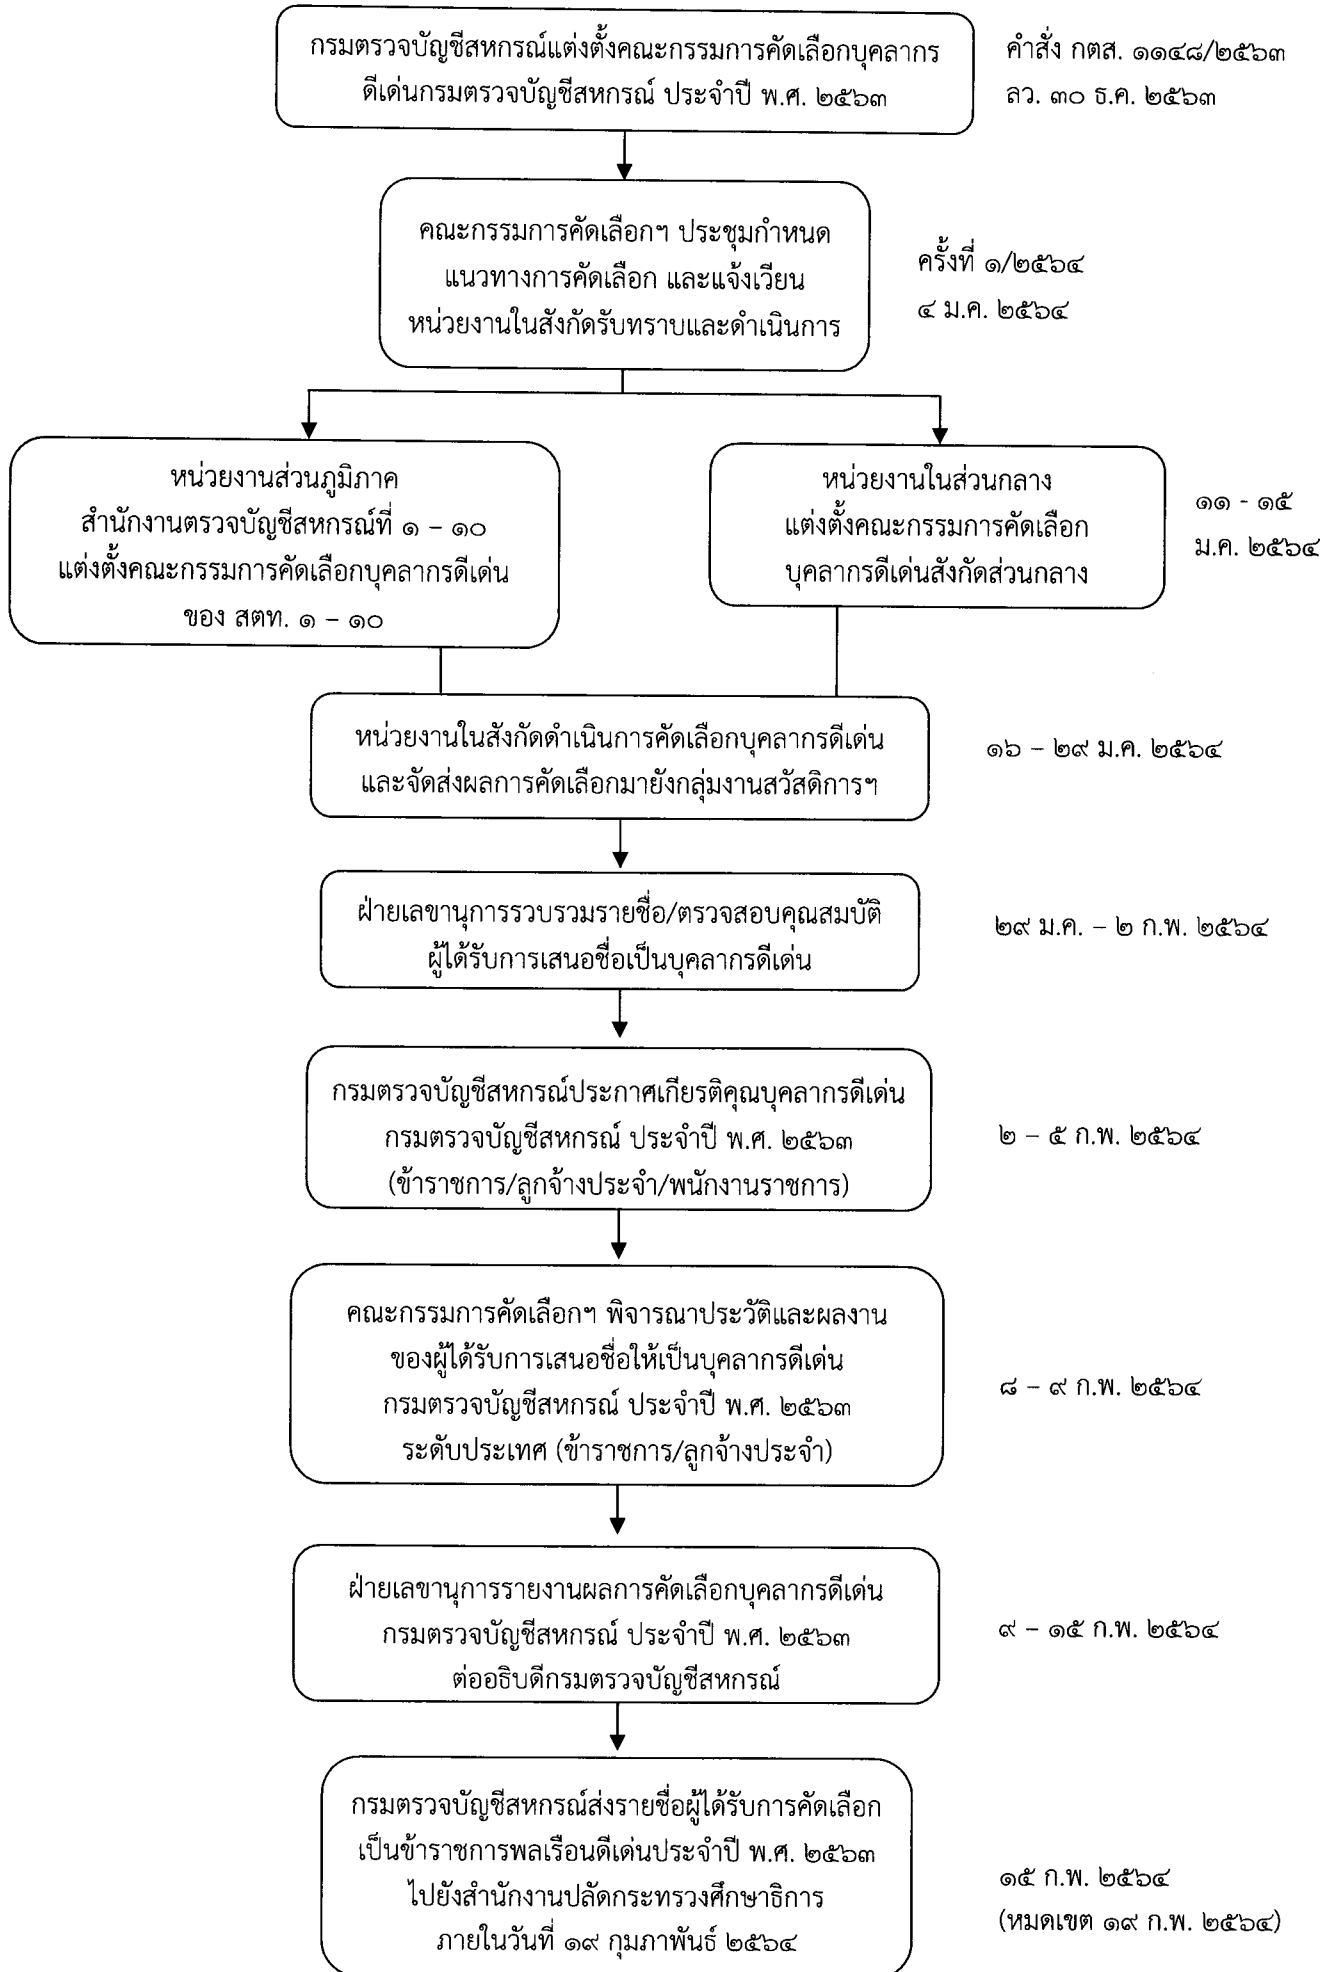 กรมตรวจบัญชีสหกรณ์แต่งตั้งคณะกรรมการคัดเลือกบุคลากร
ดีเด่นกรมตรวจบัญชีสหกรณ์ ประจำปี พ.ศ. ๒๕๖๓
คำสั่ง กตส. ๑๑๔๘/๒๕๖๓
ลว. ๓๐ ธ.ค. ๒๕๖๓
คณะกรรมการคัดเลือกฯ ประชุมกำหนด
แนวทางการคัดเลือก และแจ้งเวียน
หน่วยงานในสังกัดรับทราบและดำเนินการ
ครั้งที่ ๑/๒๕๖๔
๔ ม.ค. ๒๕๖๔
หน่วยงานส่วนภูมิภาค
สำนักงานตรวจบัญชีสหกรณ์ที่ ๑ – ๑๐
แต่งตั้งคณะกรรมการคัดเลือกบุคลากรดีเด่น
ของ สตท. ๑ – ๑๐
หน่วยงานในส่วนกลาง
แต่งตั้งคณะกรรมการคัดเลือก
บุคลากรดีเด่นสังกัดส่วนกลาง
๑๑ - ๑๕
ม.ค. ๒๕๖๔
หน่วยงานในสังกัดดำเนินการคัดเลือกบุคลากรดีเด่น
และจัดส่งผลการคัดเลือกมายังกลุ่มงานสวัสดิการฯ
๑๖ – ๒๙ ม.ค. ๒๕๖๔
ฝ่ายเลขานุการรวบรวมรายชื่อ/ตรวจสอบคุณสมบัติ
ผู้ได้รับการเสนอชื่อเป็นบุคลากรดีเด่น
๒๙ ม.ค. – ๒ ก.พ. ๒๕๖๔
กรมตรวจบัญชีสหกรณ์ประกาศเกียรติคุณบุคลากรดีเด่น
กรมตรวจบัญชีสหกรณ์ ประจำปี พ.ศ. ๒๕๖๓
(ข้าราชการ/ลูกจ้างประจำ/พนักงานราชการ)
๒ – ๕ ก.พ. ๒๕๖๔
คณะกรรมการคัดเลือกฯ พิจารณาประวัติและผลงาน
ของผู้ได้รับการเสนอชื่อให้เป็นบุคลากรดีเด่น
กรมตรวจบัญชีสหกรณ์ ประจำปี พ.ศ. ๒๕๖๓
ระดับประเทศ (ข้าราชการ/ลูกจ้างประจำ)
๘ – ๙ ก.พ. ๒๕๖๔
ฝ่ายเลขานุการรายงานผลการคัดเลือกบุคลากรดีเด่น
กรมตรวจบัญชีสหกรณ์ ประจำปี พ.ศ. ๒๕๖๓
ต่ออธิบดีกรมตรวจบัญชีสหกรณ์
๙ – ๑๕ ก.พ. ๒๕๖๔
กรมตรวจบัญชีสหกรณ์ส่งรายชื่อผู้ได้รับการคัดเลือก
เป็นข้าราชการพลเรือนดีเด่นประจำปี พ.ศ. ๒๕๖๓
ไปยังสำนักงานปลัดกระทรวงศึกษาธิการ
ภายในวันที่ ๑๙ กุมภาพันธ์ ๒๕๖๔
๑๕ ก.พ. ๒๕๖๔
(หมดเขต ๑๙ ก.พ. ๒๕๖๔)